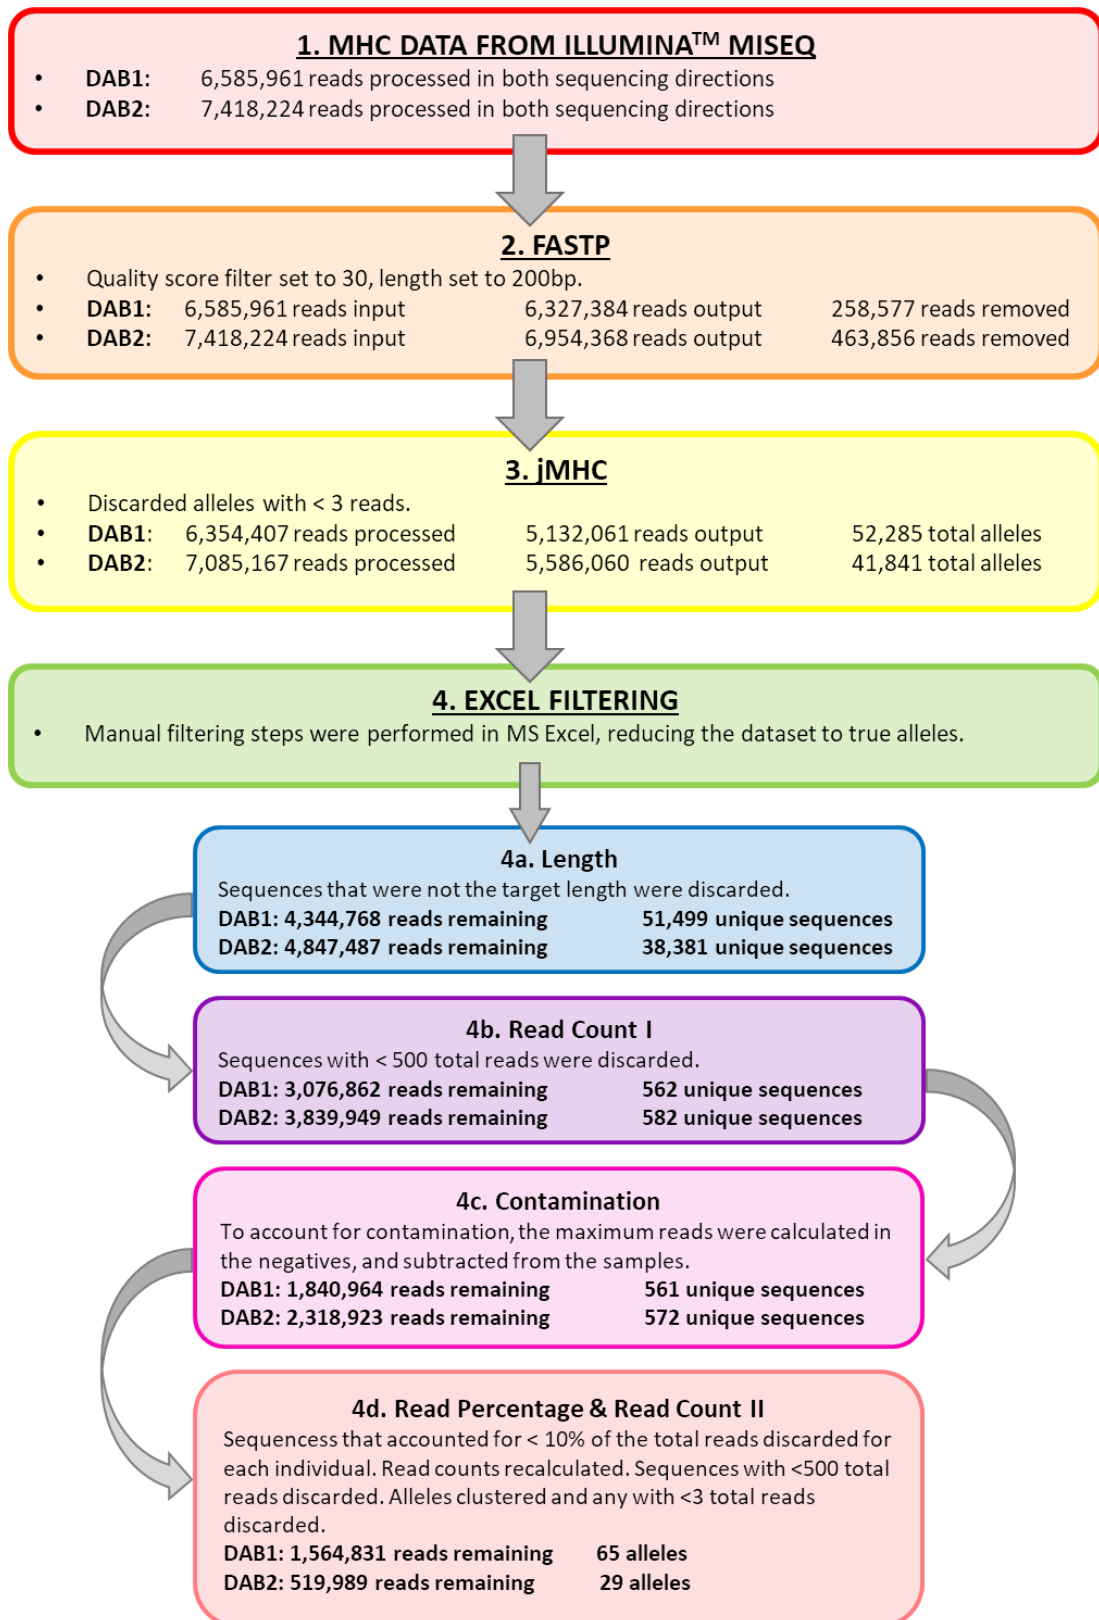 1. MHC DATA FROM ILLUMINA™ MISEQ
• DAB1: 6,585,961 reads processed in both sequencing directions
• DAB2: 7,418,224 reads processed in both sequencing directions
2. FASTP
• Quality score filter set to 30, length set to 200bp.
• DAB1: 6,585,961 reads input 6,327,384 reads output 258,577 reads removed
• DAB2: 7,418,224 reads input 6,954,368 reads output 463,856 reads removed
3. jMHC
• Discarded alleles with < 3 reads.
• DAB1: 6,354,407 reads processed 5,132,061 reads output 52,285 total alleles
• DAB2: 7,085,167 reads processed 5,586,060 reads output 41,841 total alleles
4. EXCEL FILTERING
• Manual filtering steps were performed in MS Excel, reducing the dataset to true alleles.
4a. Length
Sequences that were not the target length were discarded.
DAB1: 4,344,768 reads remaining 51,499 unique sequences
DAB2: 4,847,487 reads remaining 38,381 unique sequences
4b. Read Count I
Sequences with < 500 total reads were discarded.
DAB1: 3,076,862 reads remaining 562 unique sequences
DAB2: 3,839,949 reads remaining 582 unique sequences
4c. Contamination
To account for contamination, the maximum reads were calculated in
the negatives, and subtracted from the samples.
DAB1: 1,840,964 reads remaining 561 unique sequences
DAB2: 2,318,923 reads remaining 572 unique sequences
4d. Read Percentage & Read Count II
Sequencess that accounted for < 10% of the total reads discarded for
each individual. Read counts recalculated. Sequences with <500 total
reads discarded. Alleles clustered and any with <3 total reads
discarded.
DAB1: 1,564,831 reads remaining 65 alleles
DAB2: 519,989 reads remaining 29 alleles